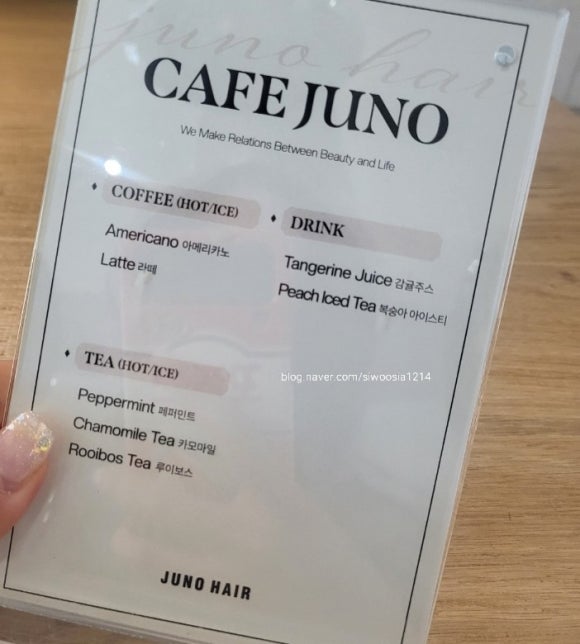 juno hair
CAFE JUNO
We Make Relations Between Beauty and Life
COFFEE (HOT/ICE)
Americano 아메리카노
Latte 라떼
DRINK
Tangerine Juice 감귤주스
Peach Iced Tea 복숭아 아이스티
TEA (HOT/ICE)
Peppermint 페퍼민트
Chamomile Tea 카모마일
Rooibos Tea 루이보스
blog.naver.com/siwoosia1214
JUNO HAIR